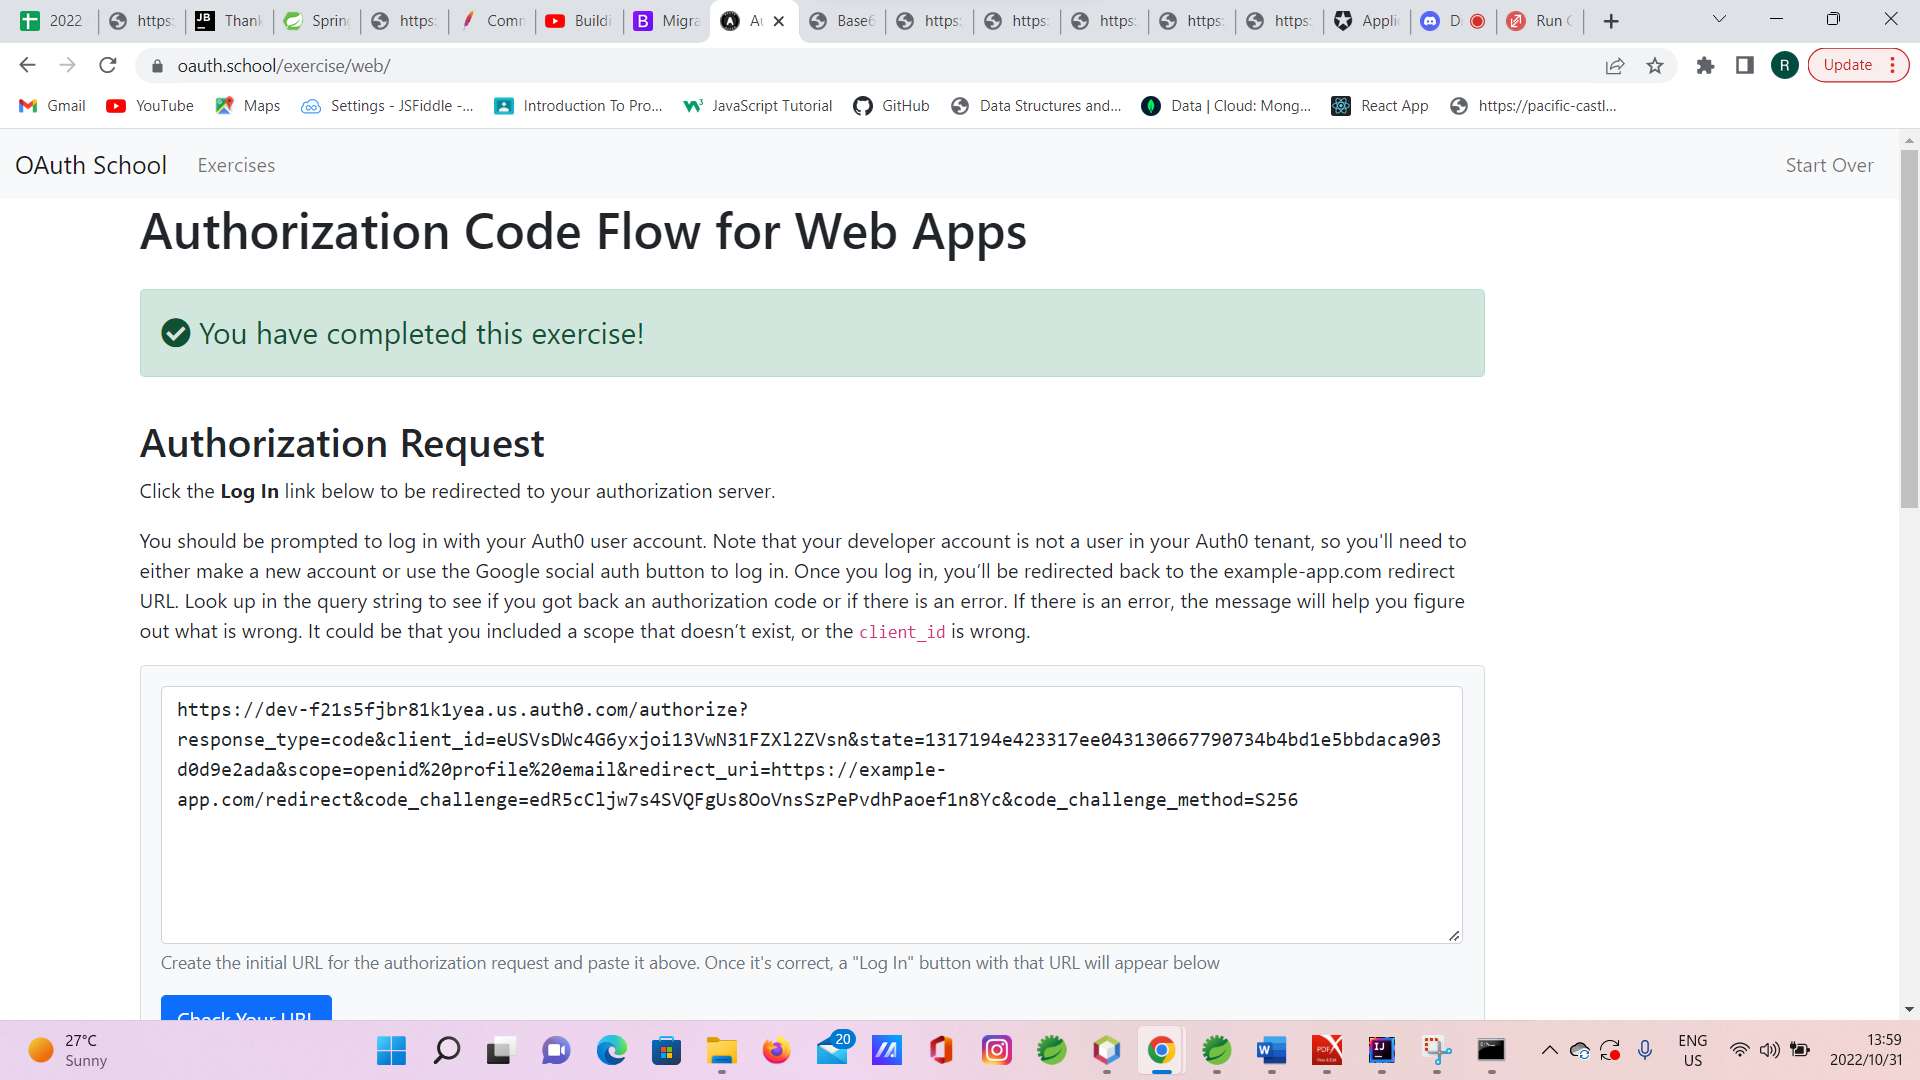 2022
https:
Thank
Spring
https:
Comm
Buildi
Migra
Au
Base6
https:
https:
https:
https:
https:
Applic
Di
Run C
oauth.school/exercise/web/
R
Update
Gmail
YouTube
Maps
Settings - JSFiddle -...
Introduction To Pro...
JavaScript Tutorial
GitHub
Data Structures and...
Data | Cloud: Mong...
React App
https://pacific-castl...
OAuth School
Exercises
Start Over
Authorization Code Flow for Web Apps
You have completed this exercise!
Authorization Request
Click the Log In link below to be redirected to your authorization server.
You should be prompted to log in with your Auth0 user account. Note that your developer account is not a user in your Auth0 tenant, so you'll need to
either make a new account or use the Google social auth button to log in. Once you log in, you’ll be redirected back to the example-app.com redirect
URL. Look up in the query string to see if you got back an authorization code or if there is an error. If there is an error, the message will help you figure
out what is wrong. It could be that you included a scope that doesn’t exist, or the client_id is wrong.
https://dev-f21s5fjbr81k1yea.us.auth0.com/authorize?
response_type=code&client_id=eUSVsDWc4G6yxjoi13VwN31FZXl2ZVsn&state=1317194e423317ee043130667790734b4bd1e5bbdaca903
d0d9e2ada&scope=openid%20profile%20email&redirect_uri=https://example-
app.com/redirect&code_challenge=edR5cCljw7s4SVQFgUs8OoVnsSzPePvdhPaoef1n8Yc&code_challenge_method=S256
Create the initial URL for the authorization request and paste it above. Once it's correct, a "Log In" button with that URL will appear below
Check Your URL
27°C
Sunny
20
ENG
US
13:59
2022/10/31